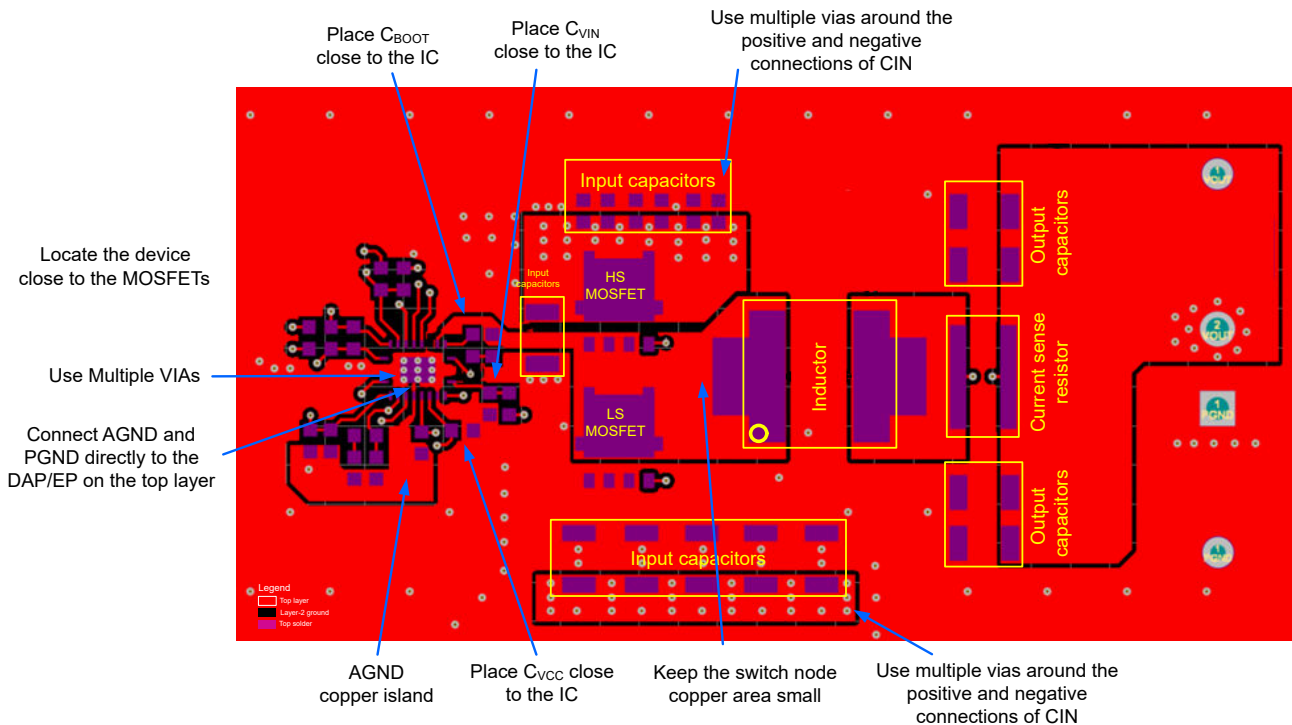 Place CBOOT
close to the IC
Place CVIN
close to the IC
Use multiple vias around the
positive and negative
connections of CIN
Input capacitors
Output
capacitors
Locate the device
close to the MOSFETs
Input
capacitors
HS
MOSFET
2
VOUT
Use Multiple VIAs
Inductor
Current sense
resistor
1
PGND
LS
MOSFET
Connect AGND and
PGND directly to the
DAP/EP on the top layer
Output
capacitors
Input capacitors
Legend
Top layer
Layer-2 ground
Top solder
AGND
copper island
Place CVCC close
to the IC
Keep the switch node
copper area small
Use multiple vias around the
positive and negative
connections of CIN